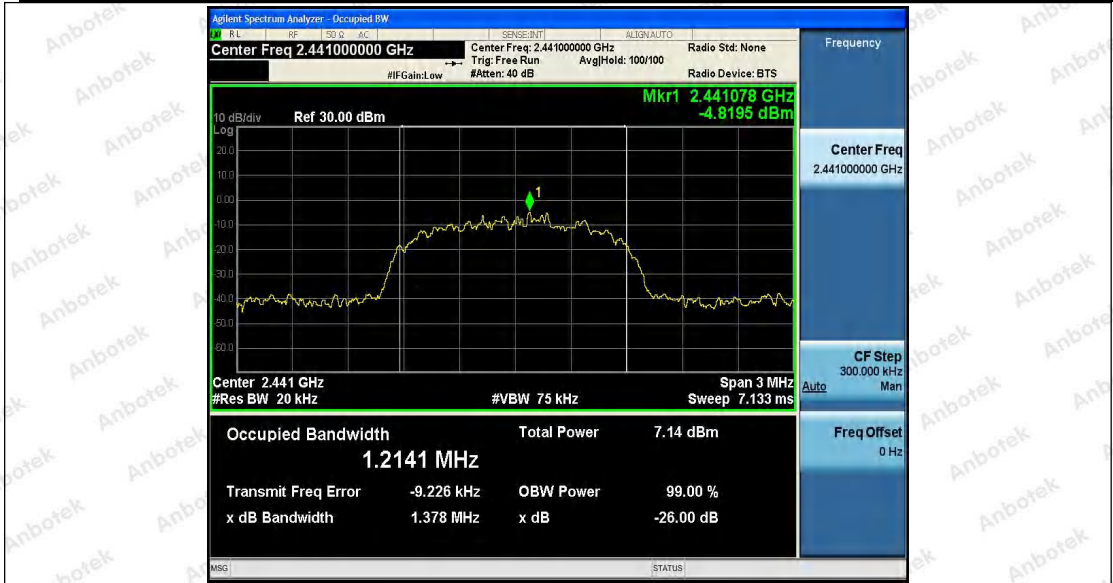 Agilent Spectrum Analyzer - Occupied BW
LXI RL RF 50 Ω AC SENSE:INT ALIGNAUTO
Center Freq 2.441000000 GHz
Center Freq: 2.441000000 GHz Radio Std: None
Trig: Free Run Avg|Hold: 100/100
#IFGain:Low #Atten: 40 dB Radio Device: BTS
Mkr1 2.441078 GHz
10 dB/div Ref 30.00 dBm -4.8195 dBm
Log
20.0
10.0
0.00
1
-10.0
-20.0
-30.0
-40.0
-50.0
-60.0
Center 2.441 GHz Span 3 MHz
#Res BW 20 kHz #VBW 75 kHz Sweep 7.133 ms
Occupied Bandwidth Total Power 7.14 dBm
1.2141 MHz
Transmit Freq Error -9.226 kHz OBW Power 99.00 %
x dB Bandwidth 1.378 MHz x dB -26.00 dB
MSG STATUS
Frequency
Center Freq
2.441000000 GHz
CF Step
300.000 kHz
Auto Man
Freq Offset
0 Hz
Anbotek